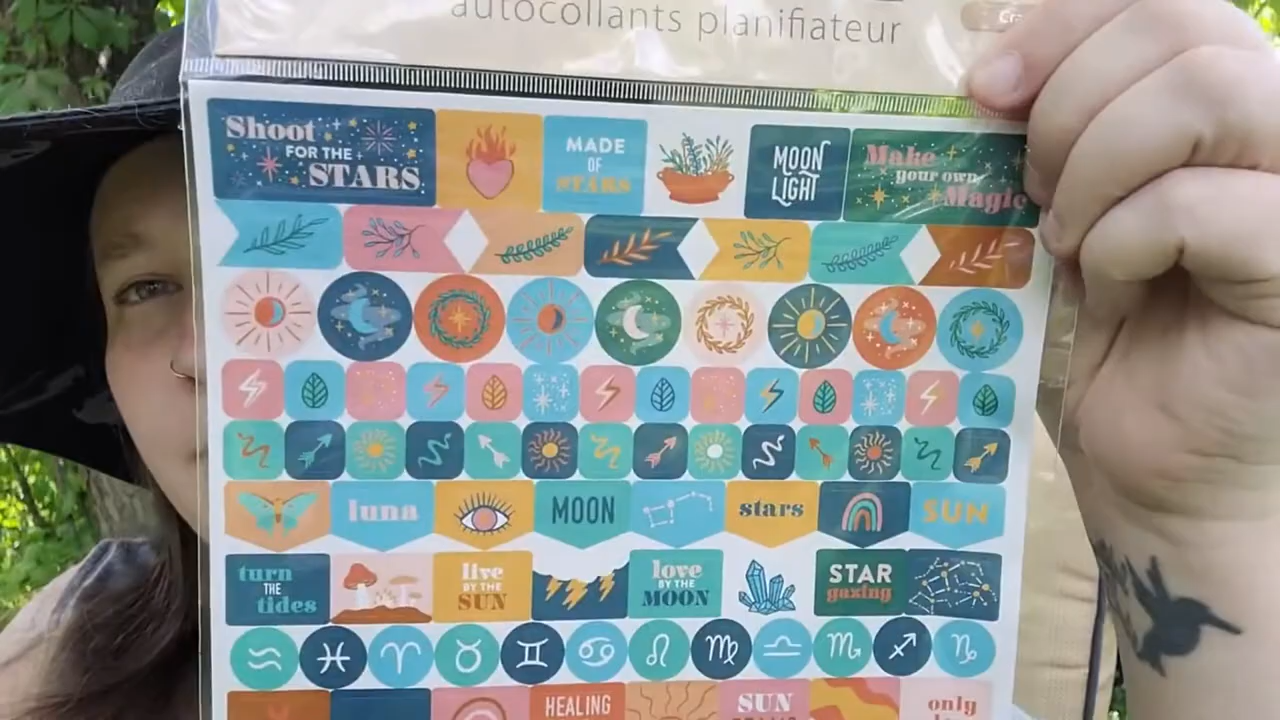 autocollants planifiateur
Shoot
FOR THE
STARS
MADE
OF
STARS
MOON
LIGHT
Make
your own
Magic
luna
MOON
stars
SUN
turn
THE
tides
live
BY THE
SUN
love
BY THE
MOON
STAR
gazing
HEALING
SUN
only